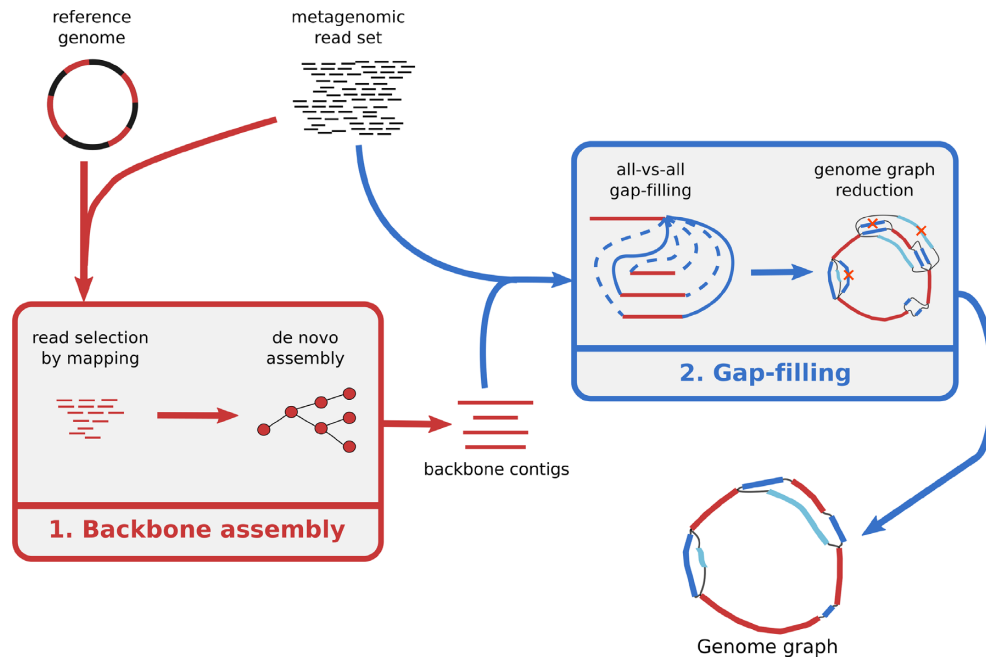 reference
genome
metagenomic
read set
all-vs-all
gap-filling
genome graph
reduction
2. Gap-filling
read selection
by mapping
de novo
assembly
1. Backbone assembly
backbone contigs
Genome graph